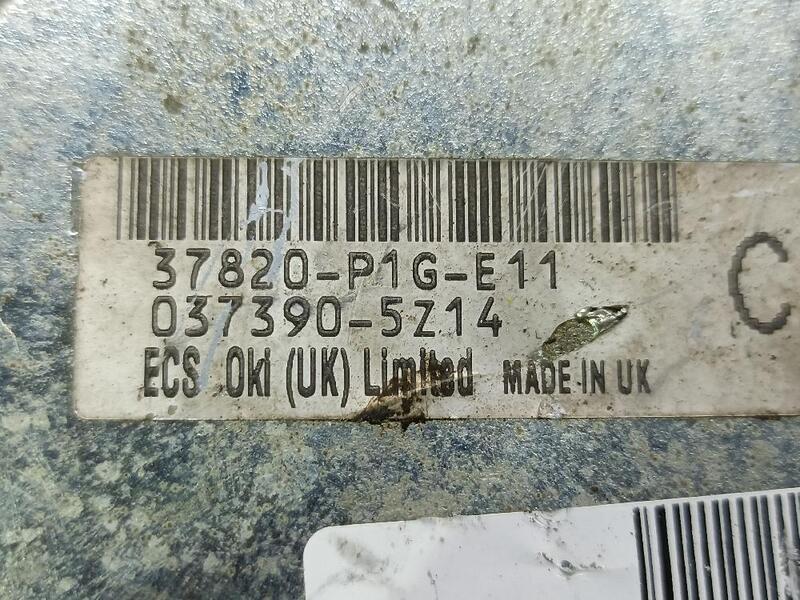 37820-P1G-E11
C
037390-5Z14
ECS Oki (UK) Limited MADE IN UK